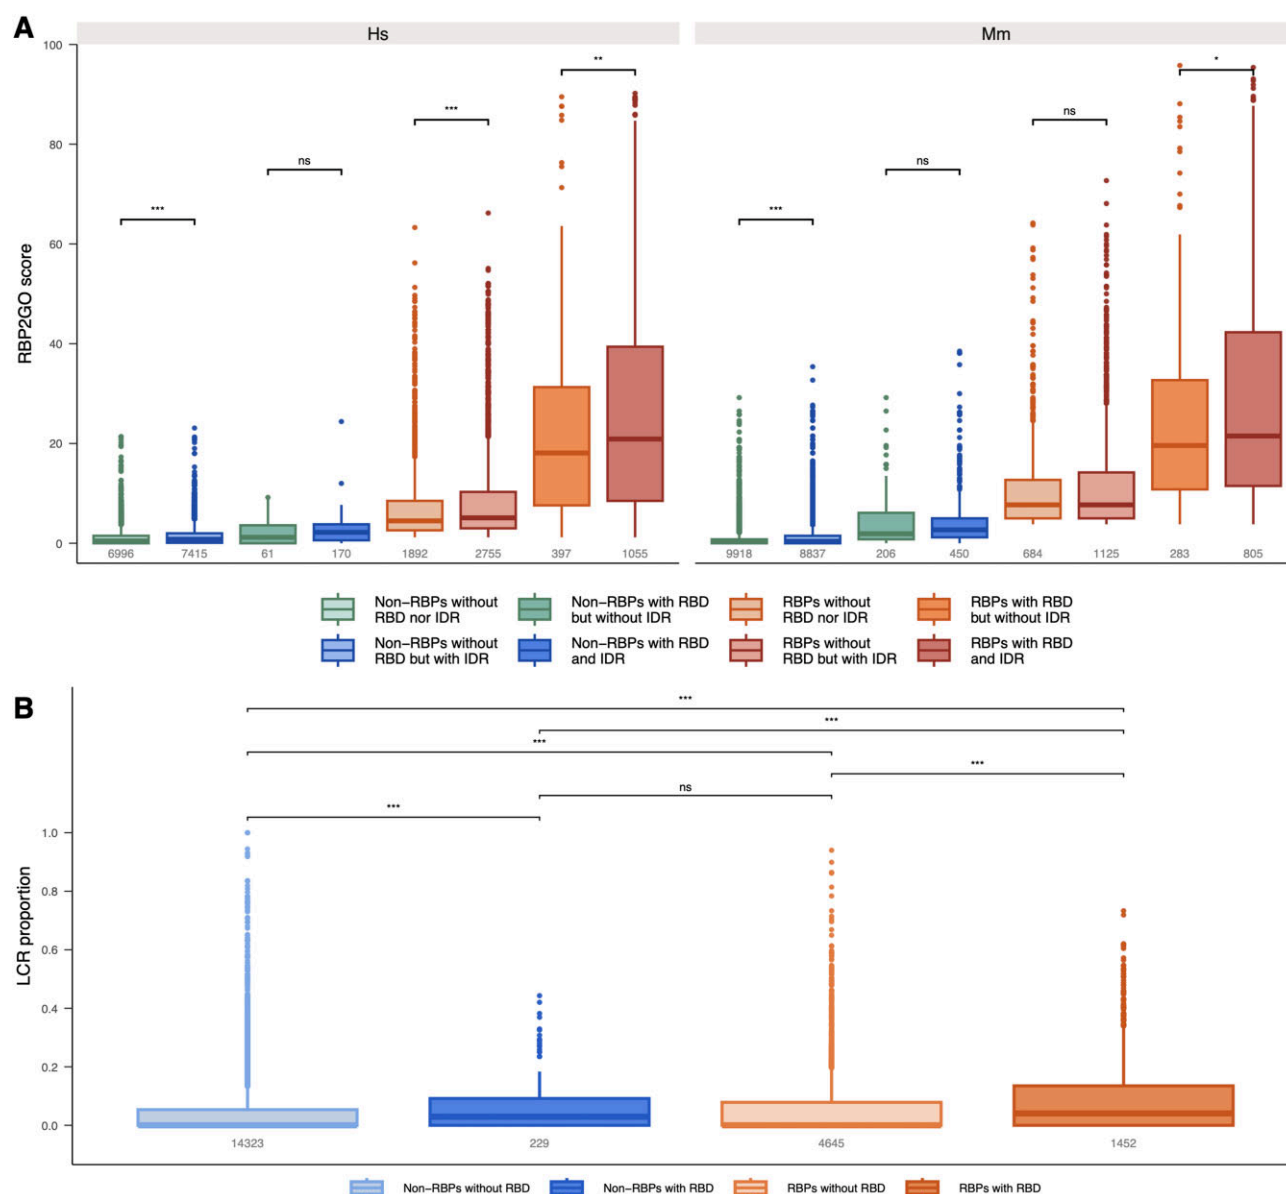 A
Hs
Mm
RBP2GO score
100
80
60
40
20
0
***
ns
***
**
***
ns
ns
*
6996
7415
61
170
1892
2755
397
1055
9918
8837
206
450
684
1125
283
805
Non−RBPs without
RBD nor IDR
Non−RBPs with RBD
but without IDR
RBPs without
RBD nor IDR
RBPs with RBD
but without IDR
Non−RBPs without
RBD but with IDR
Non−RBPs with RBD
and IDR
RBPs without
RBD but with IDR
RBPs with RBD
and IDR
B
LCR proportion
***
***
***
***
ns
***
1.0
0.8
0.6
0.4
0.2
0.0
14323
229
4645
1452
Non−RBPs without RBD
Non−RBPs with RBD
RBPs without RBD
RBPs with RBD